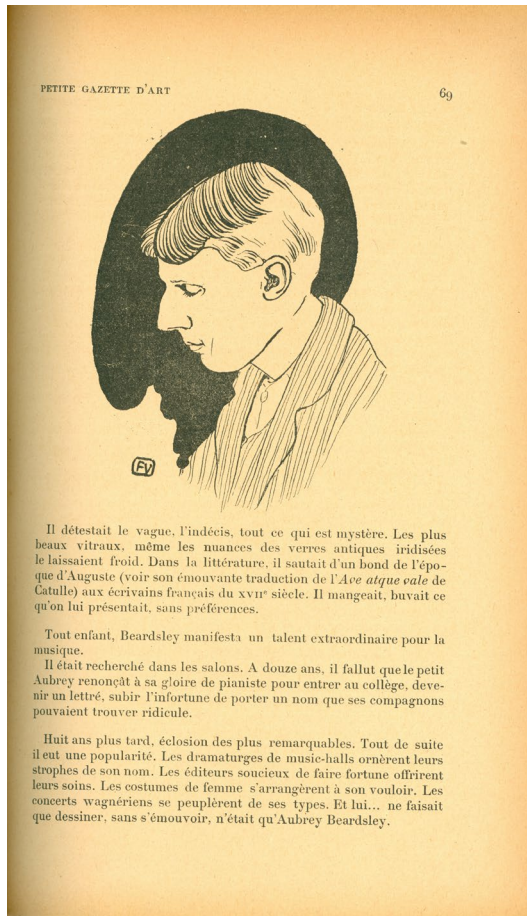 PETITE GAZETTE D'ART
69
FV
Il détestait le vague, l'indécis, tout ce qui est mystère. Les plus
beaux vitraux, même les nuances des verres antiques iridisées
le laissaient froid. Dans la littérature, il sautait d'un bond de l'épo-
que d'Auguste (voir son émouvante traduction de l'Ave atque vale de
Catulle) aux écrivains français du XVIIe siècle. Il mangeait, buvait ce
qu'on lui présentait, sans préférences.
Tout enfant, Beardsley manifesta un talent extraordinaire pour la
musique.
Il était recherché dans les salons. A douze ans, il fallut que le petit
Aubrey renonçât à sa gloire de pianiste pour entrer au collège, deve-
nir un lettré, subir l'infortune de porter un nom que ses compagnons
pouvaient trouver ridicule.
Huit ans plus tard, éclosion des plus remarquables. Tout de suite
il eut une popularité. Les dramaturges de music-halls ornèrent leurs
strophes de son nom. Les éditeurs soucieux de faire fortune offrirent
leurs soins. Les costumes de femme s'arrangèrent à son vouloir. Les
concerts wagnériens se peuplèrent de ses types. Et lui... ne faisait
que dessiner, sans s'émouvoir, n'était qu'Aubrey Beardsley.